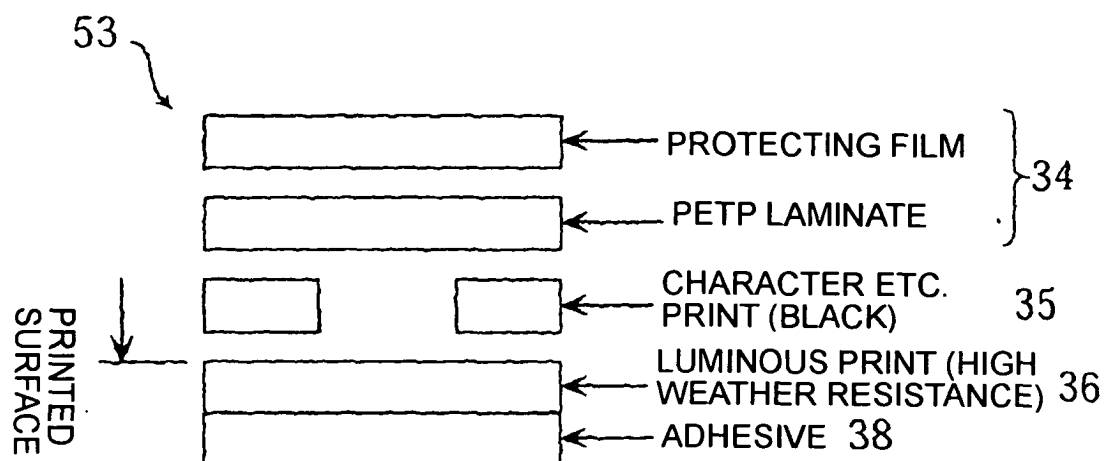 53
PROTECTING FILM
34
PETP LAMINATE
CHARACTER ETC.
PRINT (BLACK)
35
PRINTED
SURFACE
LUMINOUS PRINT (HIGH
WEATHER RESISTANCE) 36
ADHESIVE 38